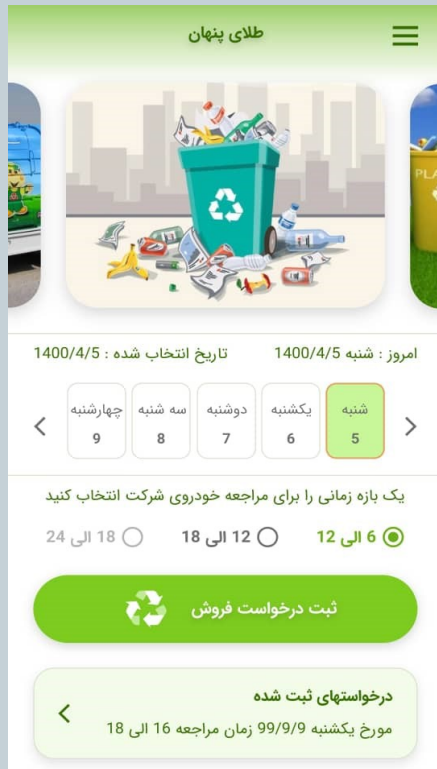 طلای پنهان
PLA
امروز : شنبه 1400/4/5 تاریخ انتخاب شده : 1400/4/5
شنبه یکشنبه دوشنبه سه شنبه چهارشنبه
5 6 7 8 9
یک بازه زمانی را برای مراجعه خودروی شرکت انتخاب کنید
6 الی 12 12 الی 18 18 الی 24
ثبت درخواست فروش
درخواستهای ثبت شده
مورخ یکشنبه 99/9/9 زمان مراجعه 16 الی 18